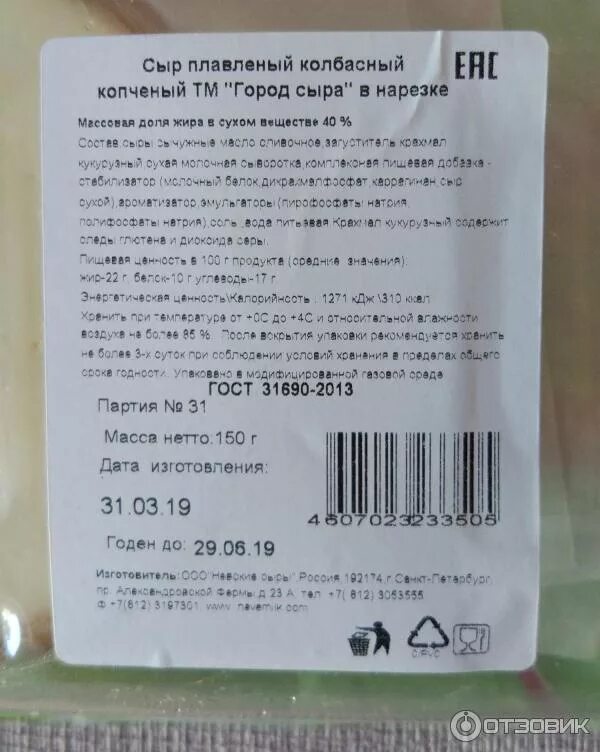 Сыр плавленый колбасный
копченый ТМ "Город сыра" в нарезке
EAC
Массовая доля жира в сухом веществе 40 %
Состав:сыры сычужные масло сливочное,загуститель крахмал
кукурузный сухая молочная сыворотка,комплексная пищевая добавка -
стабилизатор (молочный белок,дикрахмалфосфат,каррагинан,сыр
сухой),ароматизатор,эмульгаторы (пирофосфаты натрия,
полифосфаты натрия),соль ,вода питьевая Крахмал кукурузный содержит
следы глютена и диоксида серы.
Пищевая ценность в 100 г продукта (средние значения):
жир-22 г, белок-10 г углеводы-17 г
Энергетическая ценность\Калорийность : 1271 кДж \310 ккал
Хранить при температуре от +0С до +4С и относительной влажности
воздуха не более 85 %. После вскрытия упаковки рекомендуется хранить
не более 3-х суток при соблюдении условий хранения в пределах общего
срока годности. Упаковано в модифицированной газовой среде
ГОСТ 31690-2013
Партия № 31
Масса нетто:150 г
Дата изготовления:
31.03.19
4607023233505
Годен до: 29.06.19
Изготовитель:ООО"Невские сыры",Россия,192174,г.Санкт-Петербург,
пр. Александровской Фермы,д.23 А, тел. +7( 812) 3053555
Ф.+7(812) 3197301. www.
C/PVC
ОТЗОВИК